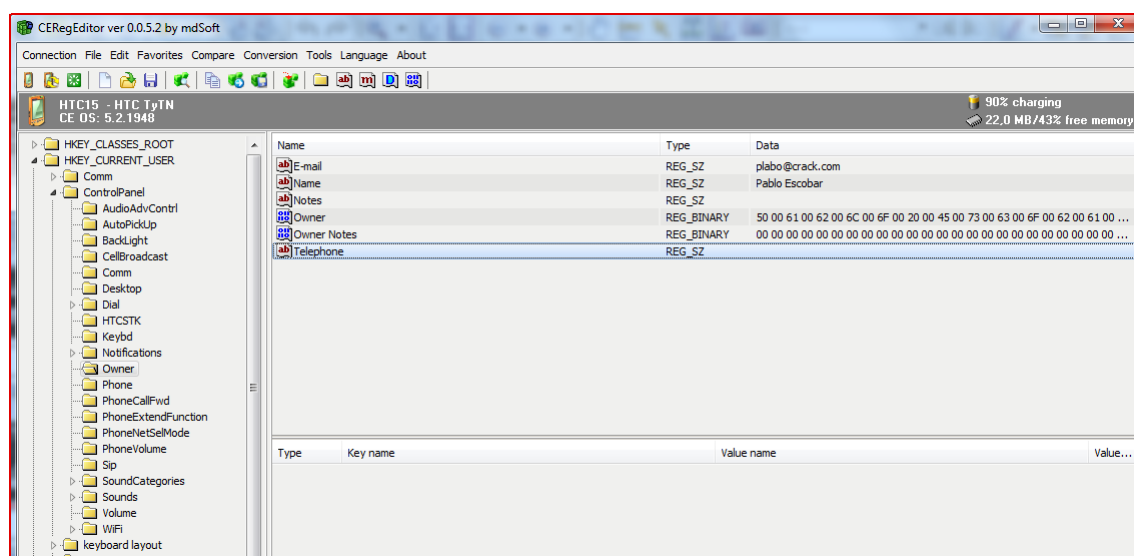 CERegEditor ver 0.0.5.2 by mdSoft
Connection File Edit Favorites Compare Conversion Tools Language About
HTC15 - HTC TyTN
90% charging
CE OS: 5.2.1948
22,0 MB/43% free memory
HKEY_CLASSES_ROOT
HKEY_CURRENT_USER
Comm
ControlPanel
AudioAdvContrl
AutoPickUp
BackLight
CellBroadcast
Comm
Desktop
Dial
HTCSTK
Keybd
Notifications
Owner
Phone
PhoneCallFwd
PhoneExtendFunction
PhoneNetSelMode
PhoneVolume
Sip
SoundCategories
Sounds
Volume
WiFi
keyboard layout
Name Type Data
E-mail REG_SZ plabo@crack.com
Name REG_SZ Pablo Escobar
Notes REG_SZ
Owner REG_BINARY 50 00 61 00 62 00 6C 00 6F 00 20 00 45 00 73 00 63 00 6F 00 62 00 61 00 ...
Owner Notes REG_BINARY 00 00 00 00 00 00 00 00 00 00 00 00 00 00 00 00 00 00 00 00 00 00 00 00 ...
Telephone REG_SZ
Type Key name Value name Value...